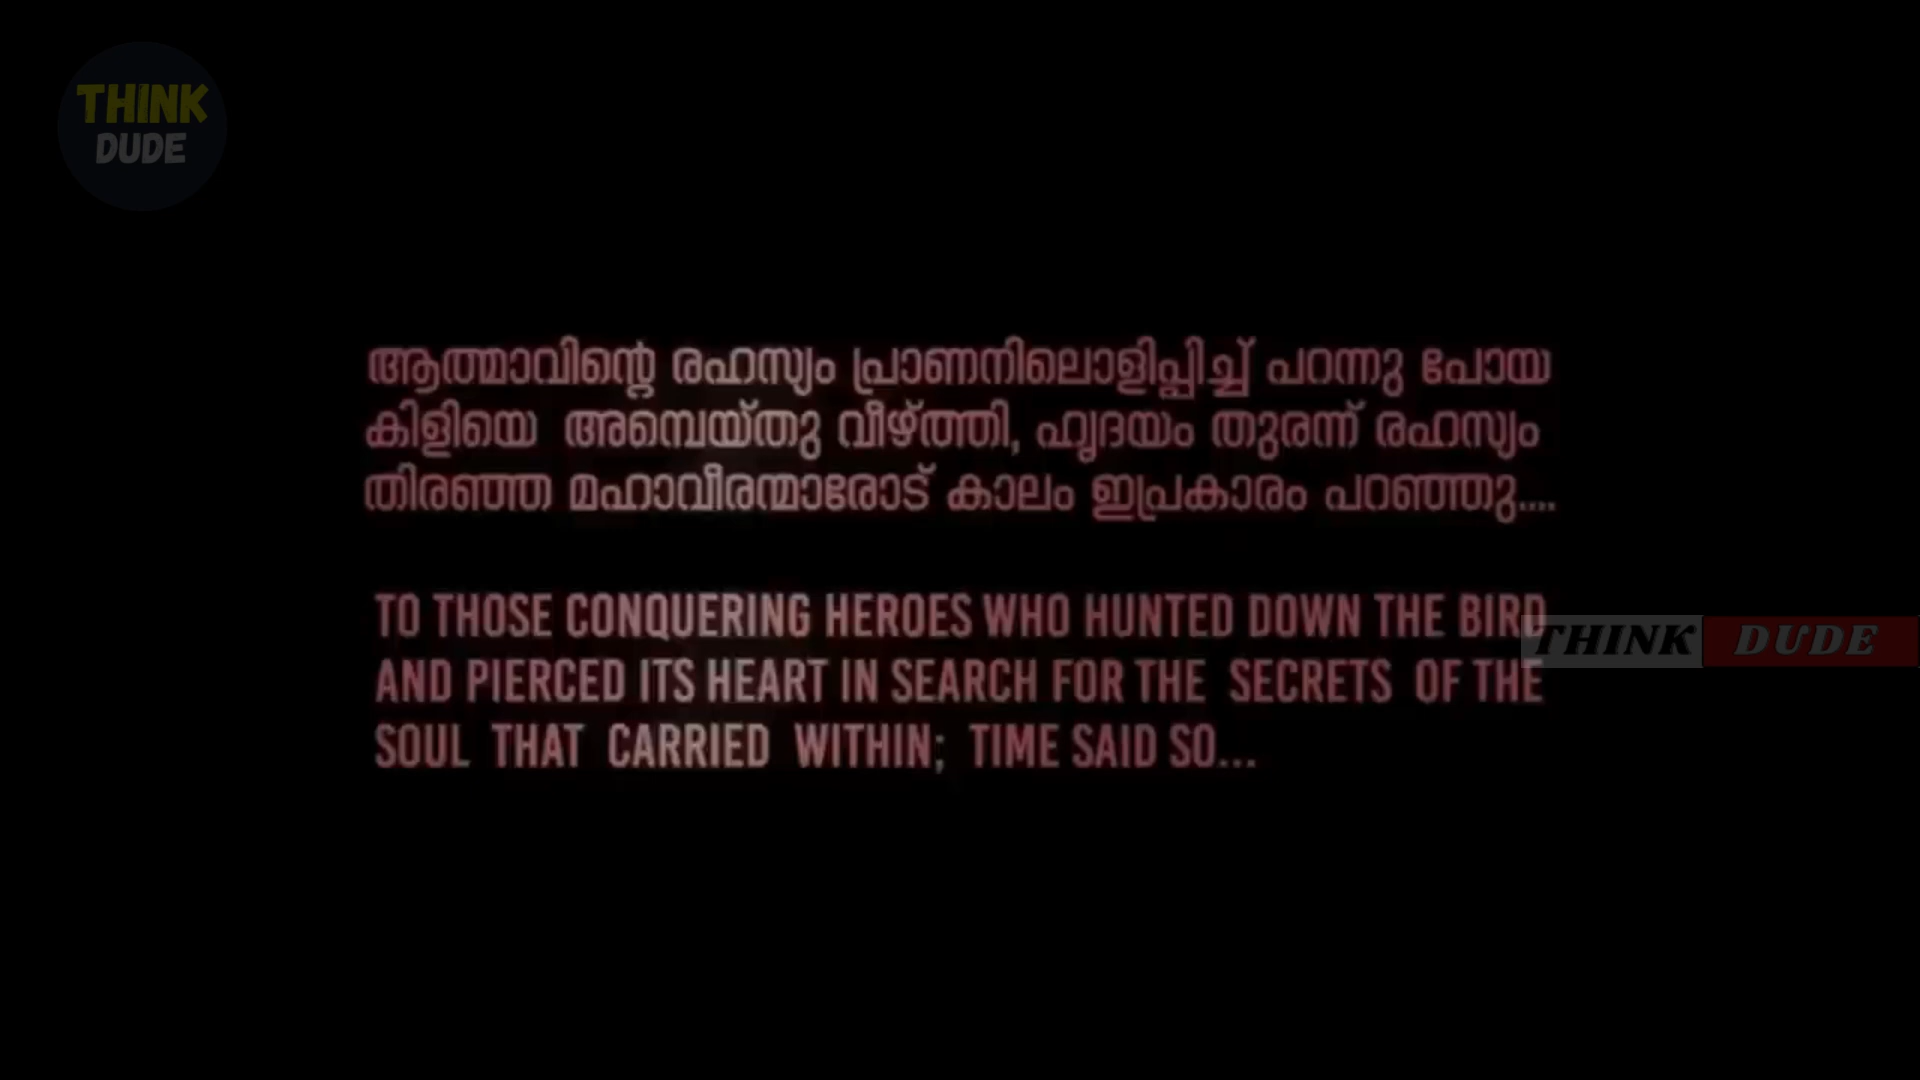 THINK
DUDE
ആത്മാവിന്റെ രഹസ്യം പ്രാണനിലൊളിപ്പിച്ച് പറന്നു പോയ
കിളിയെ അമ്പെയ്തു വീഴ്ത്തി, ഹൃദയം തുരന്ന് രഹസ്യം
തിരഞ്ഞ മഹാവീരന്മാരോട് കാലം ഇപ്രകാരം പറഞ്ഞു....
TO THOSE CONQUERING HEROES WHO HUNTED DOWN THE BIRD
THINK DUDE
AND PIERCED ITS HEART IN SEARCH FOR THE SECRETS OF THE
SOUL THAT CARRIED WITHIN; TIME SAID SO...